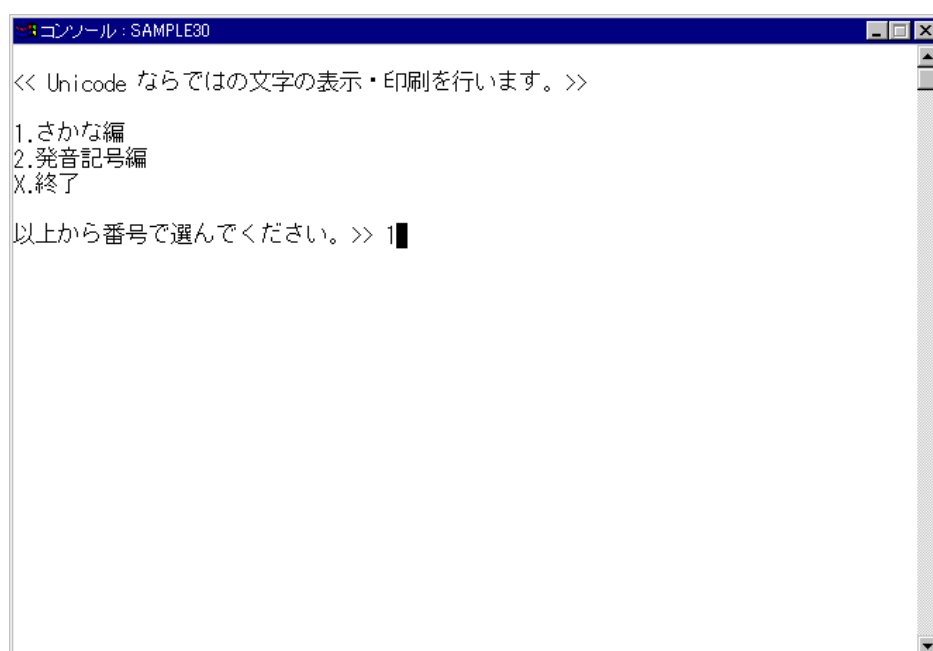 コンソール : SAMPLE30
<< Unicode ならではの文字の表示・印刷を行います。>>
1.さかな編
2.発音記号編
X.終了
以上から番号で選んでください。>> 1